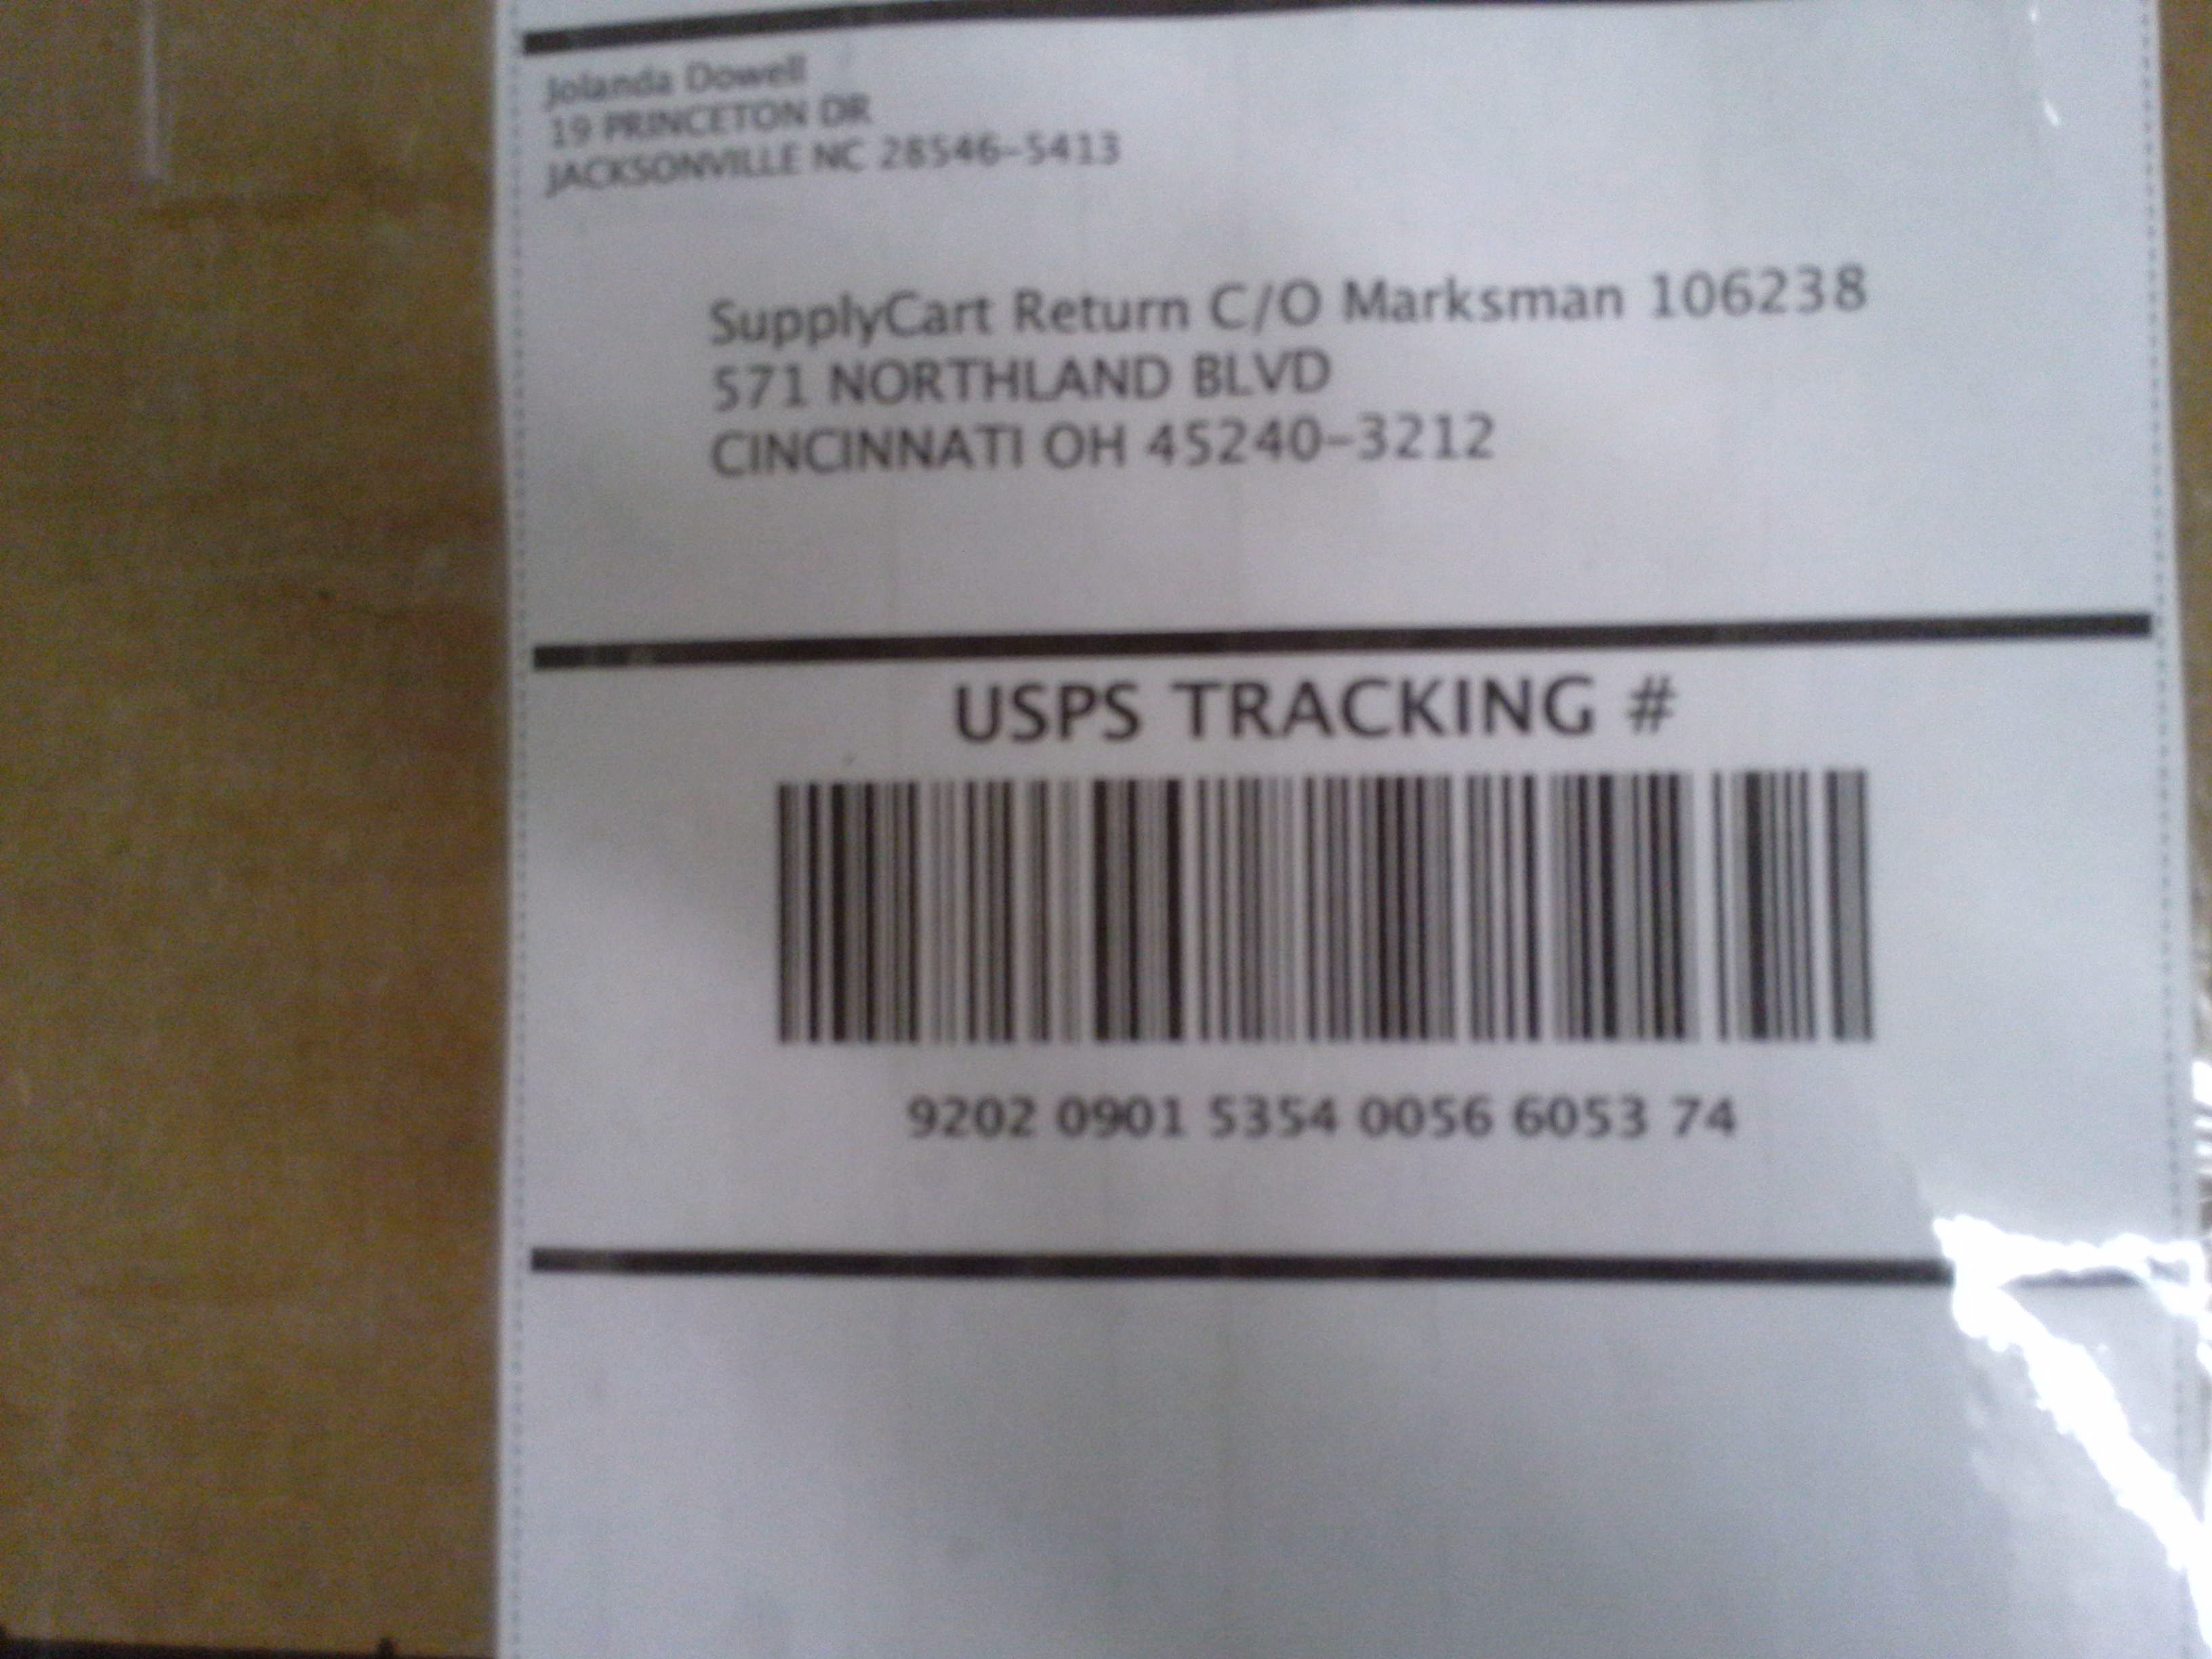 Jolanda Dowell
19 PRINCETON DR
JACKSONVILLE NC 28546-5413
SupplyCart Return C/O Marksman 106238
571 NORTHLAND BLVD
CINCINNATI OH 45240-3212
USPS TRACKING #
9202 0901 5354 0056 6053 74